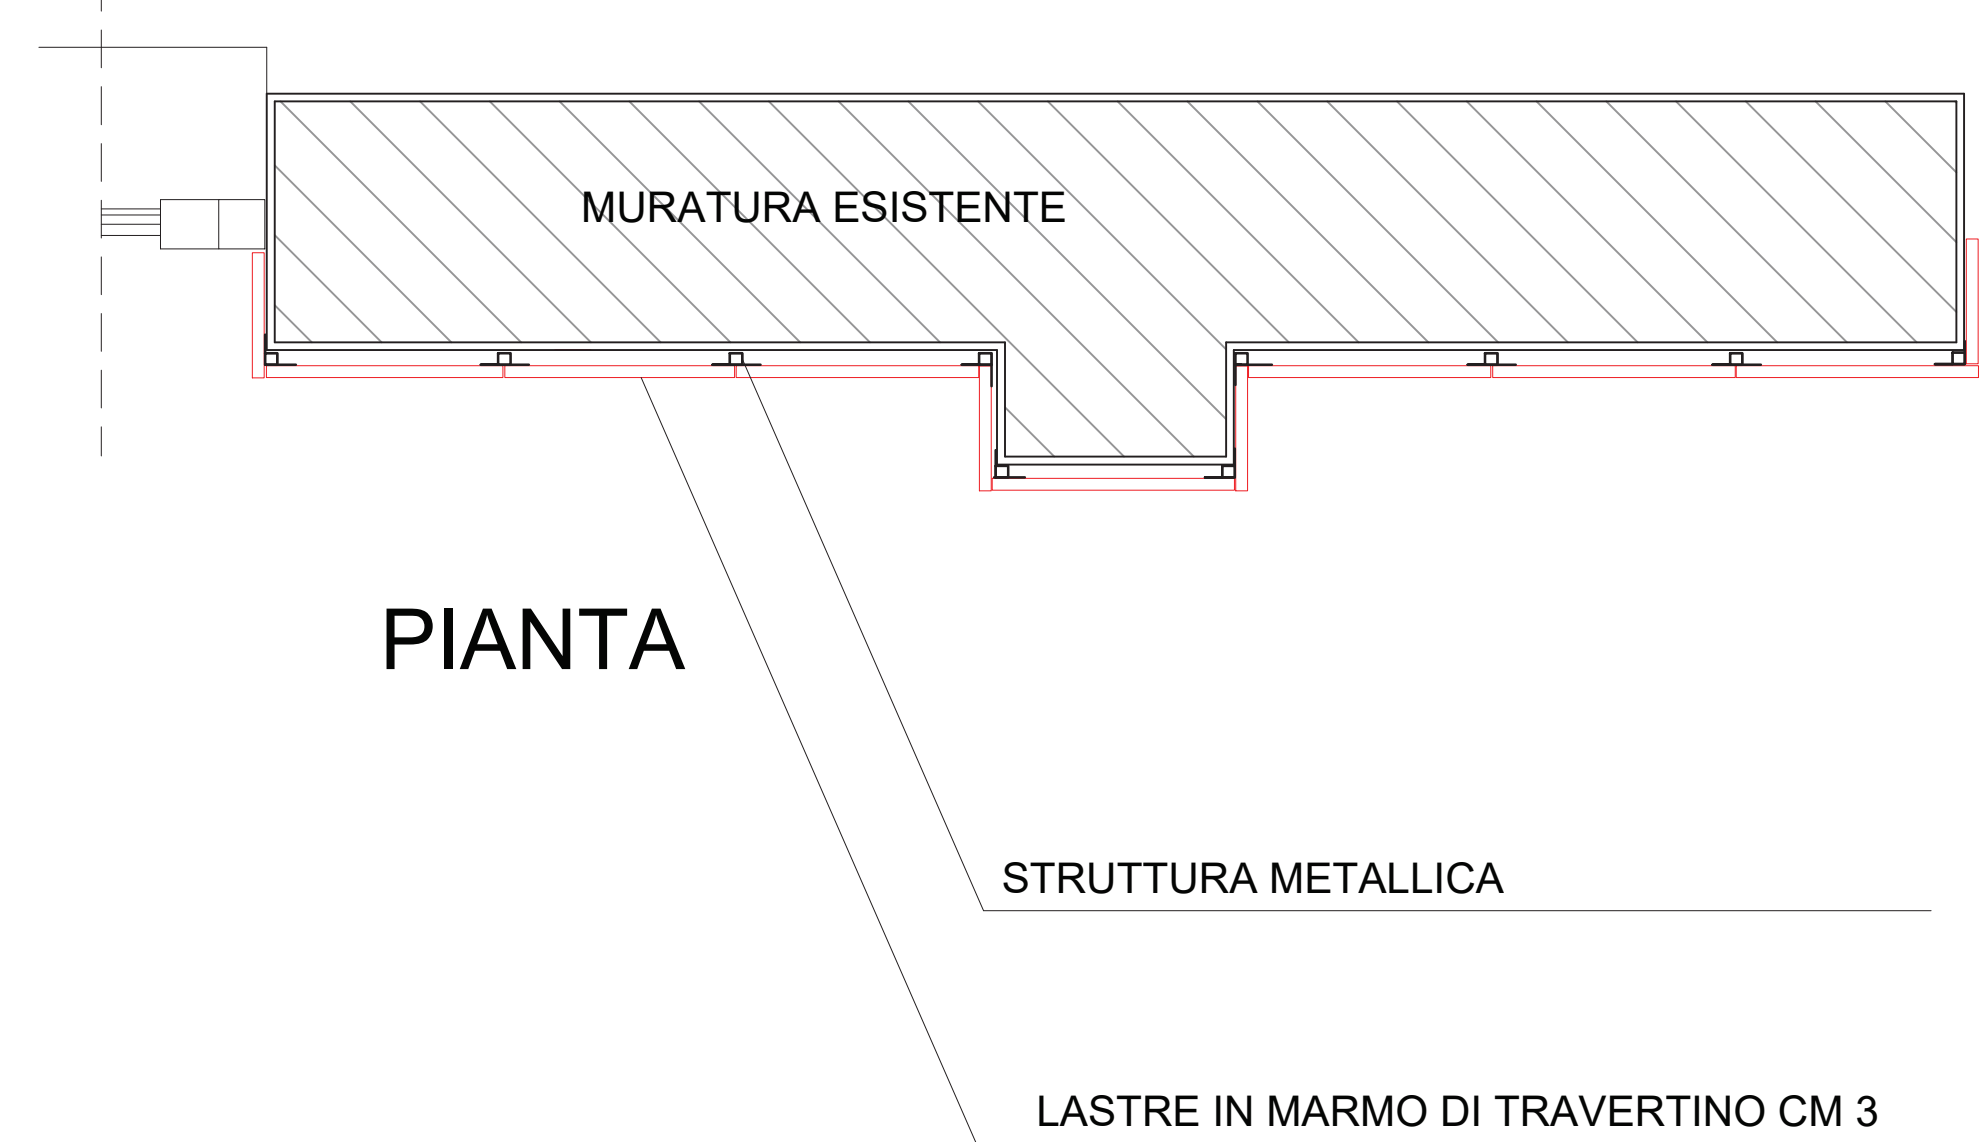 MURATURA ESISTENTE
PIANTA
STRUTTURA METALLICA
LASTRE IN MARMO DI TRAVERTINO CM 3